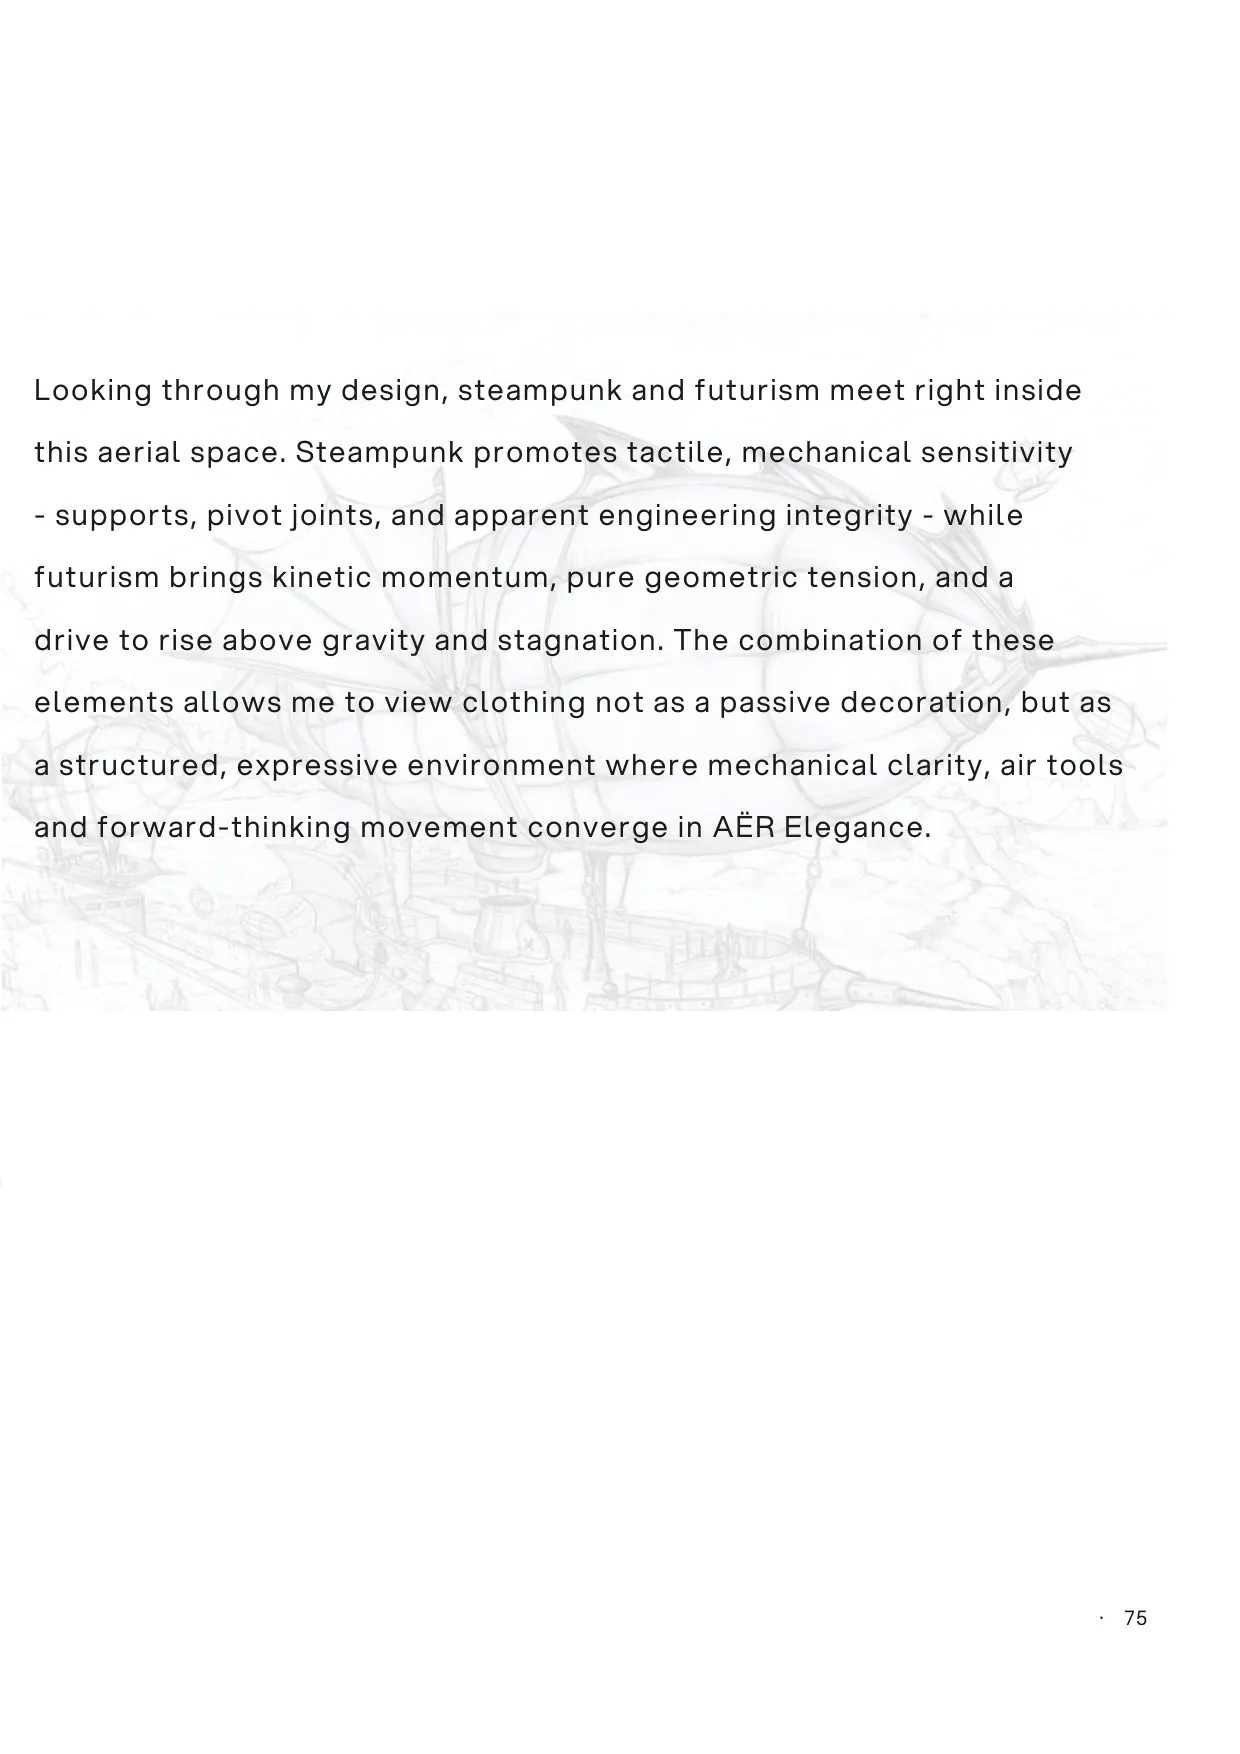 Looking through my design, steampunk and futurism meet right inside
this aerial space. Steampunk promotes tactile, mechanical sensitivity
- supports, pivot joints, and apparent engineering integrity - while
futurism brings kinetic momentum, pure geometric tension, and a
drive to rise above gravity and stagnation. The combination of these
elements allows me to view clothing not as a passive decoration, but as
a structured, expressive environment where mechanical clarity, air tools
and forward-thinking movement converge in AËR Elegance.
· 75